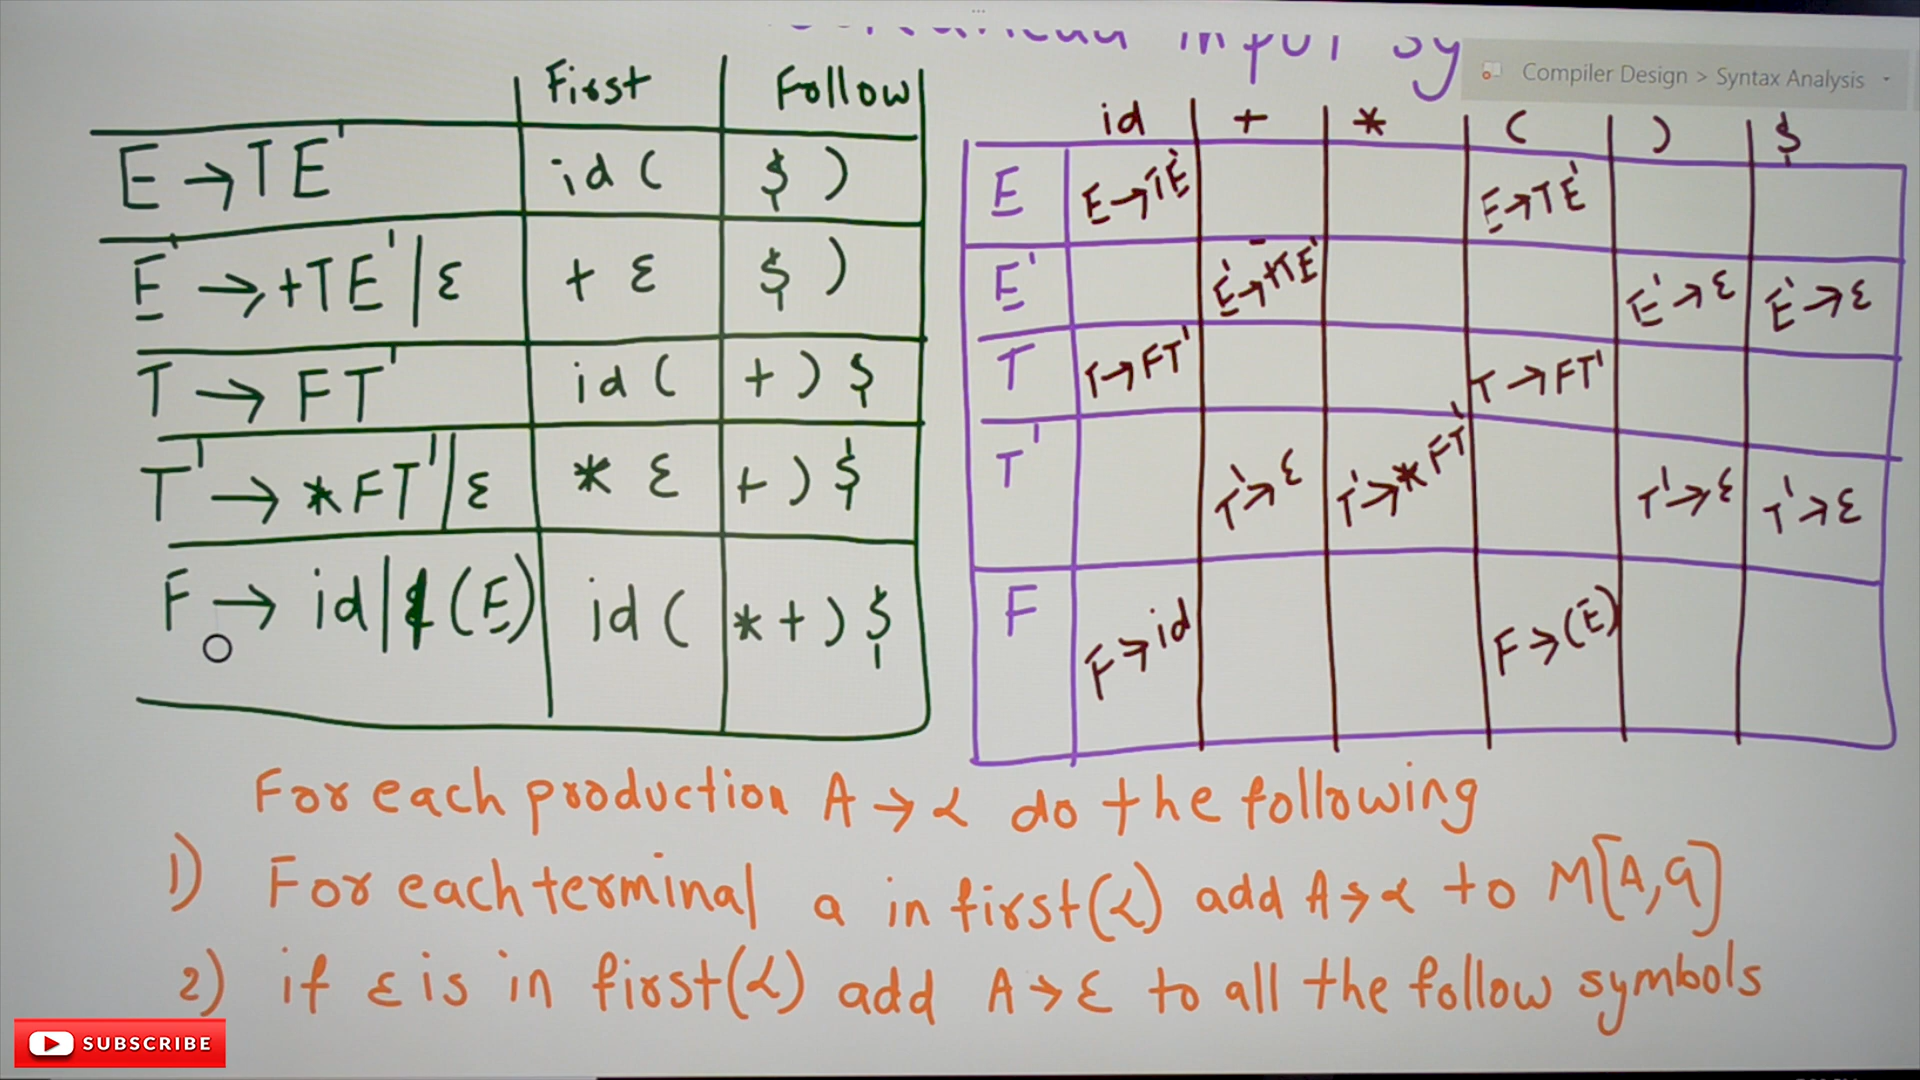 Compiler Design > Syntax Analysis
First Follow
E → TE' id ( $ )
E' → +TE' | ε + ε $ )
T → FT' id ( + ) $
T' → *FT' | ε * ε + ) $
F → id | (E) id ( * + ) $
id + * ( ) $
E E→TE' E→TE'
E' E'→+TE' E'→ε E'→ε
T T→FT' T→FT'
T' T'→ε T'→*FT' T'→ε T'→ε
F F→id F→(E)
For each production A → α do the following
1) For each terminal a in first(α) add A→α to M[A,a]
2) if ε is in first(α) add A→ε to all the follow symbols
SUBSCRIBE